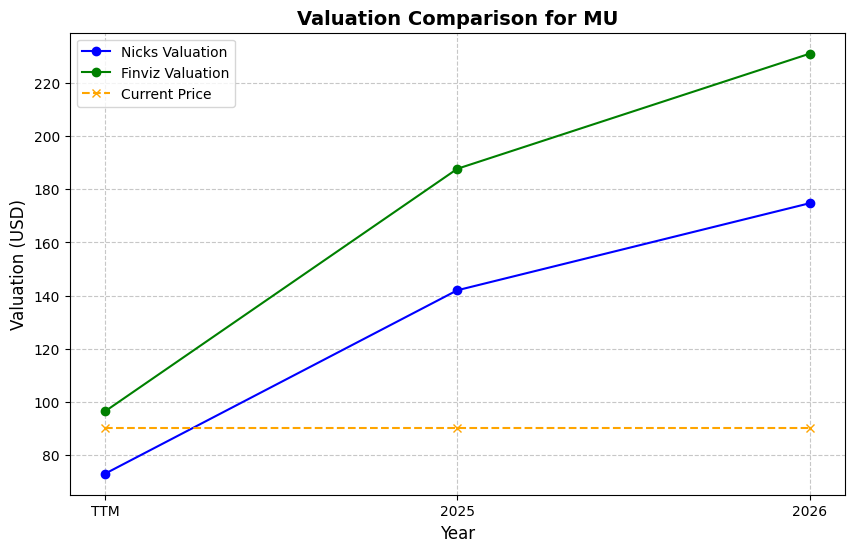 Valuation Comparison for MU
Nicks Valuation
Finviz Valuation
Current Price
Valuation (USD)
220
200
180
160
140
120
100
80
TTM
2025
2026
Year